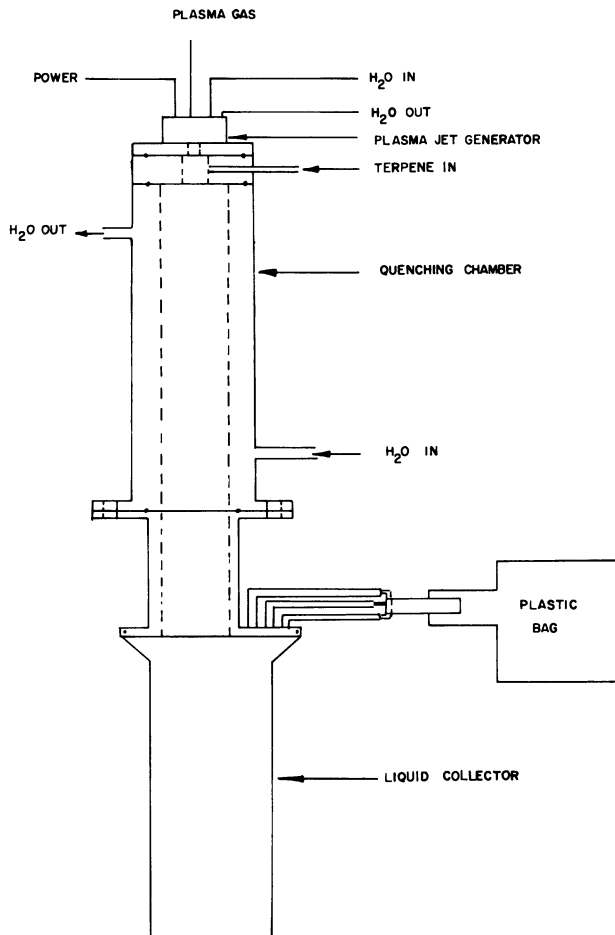 PLASMA GAS
POWER
H₂O IN
H₂O OUT
PLASMA JET GENERATOR
TERPENE IN
H₂O OUT
QUENCHING CHAMBER
H₂O IN
PLASTIC
BAG
LIQUID COLLECTOR